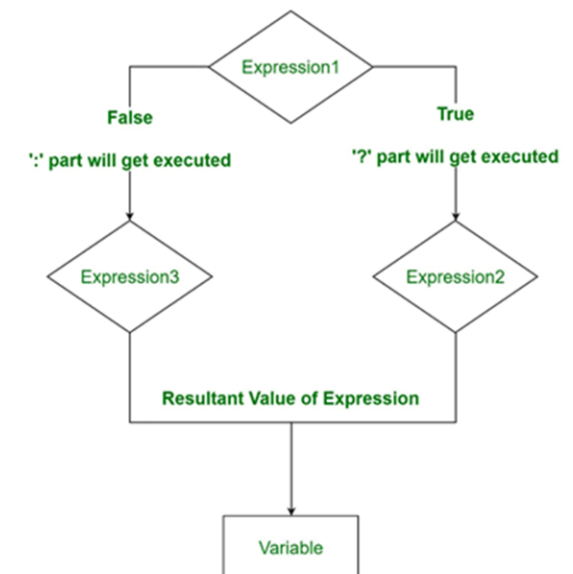 Expression1
False
True
':' part will get executed
'?' part will get executed
Expression3
Expression2
Resultant Value of Expression
Variable